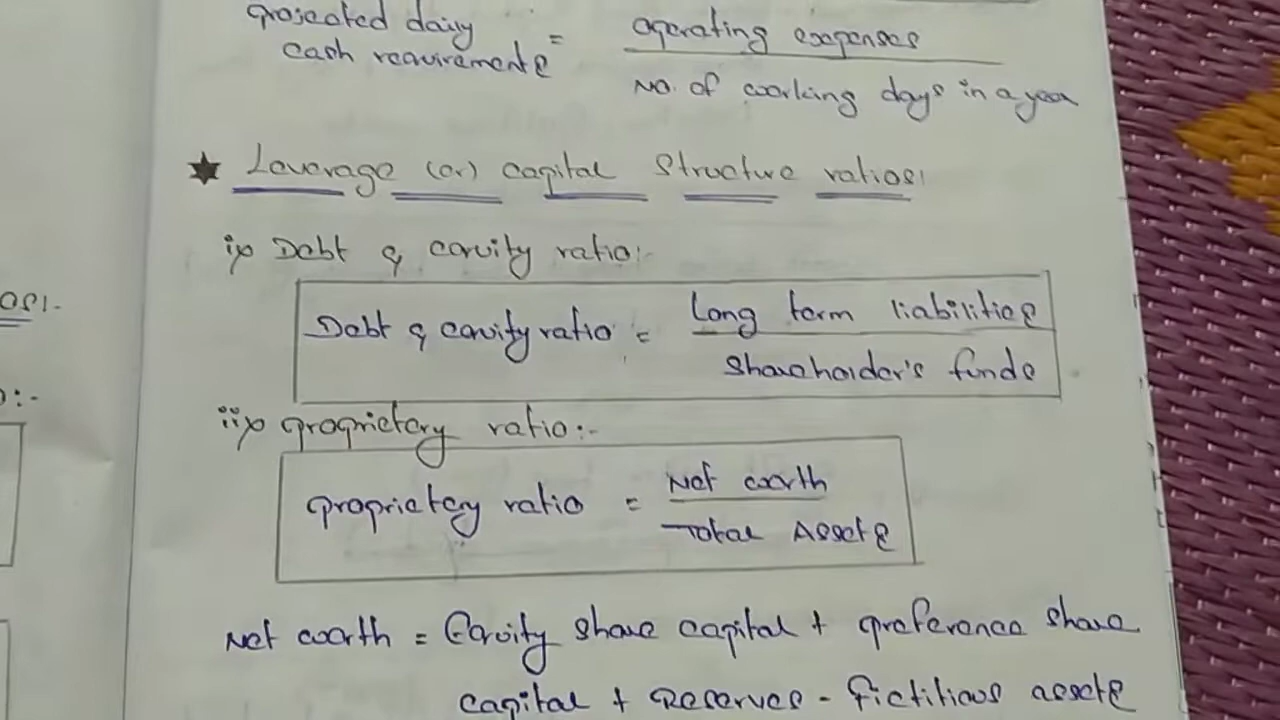 projected daily
cash requirements = operating expenses
No. of working days in a year
★ Leverage (or) capital structure ratios:
i) Debt & equity ratio:-
Debt & equity ratio = Long term liabilities
Shareholder's funds
ii) proprietary ratio:-
proprietary ratio = Net worth
Total Assets
Net worth = Equity share capital + preference share
capital + Reserves - fictitious assets